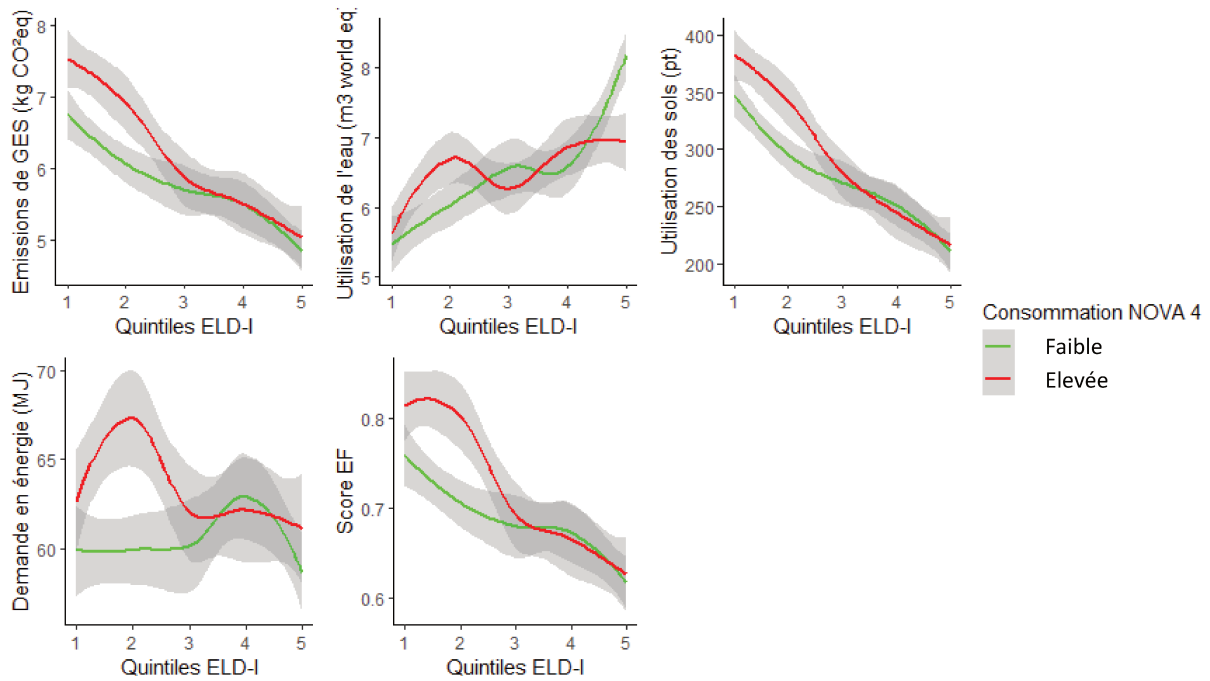 Emissions de GES (kg CO²eq)
8
7
6
5
1 2 3 4 5
Quintiles ELD-I
Utilisation de l'eau (m3 world eq
8
7
6
5
1 2 3 4 5
Quintiles ELD-I
Utilisation des sols (pt)
400
350
300
250
200
1 2 3 4 5
Quintiles ELD-I
Consommation NOVA 4
Faible
Elevée
Demande en énergie (MJ)
70
65
60
1 2 3 4 5
Quintiles ELD-I
Score EF
0.8
0.7
0.6
1 2 3 4 5
Quintiles ELD-I